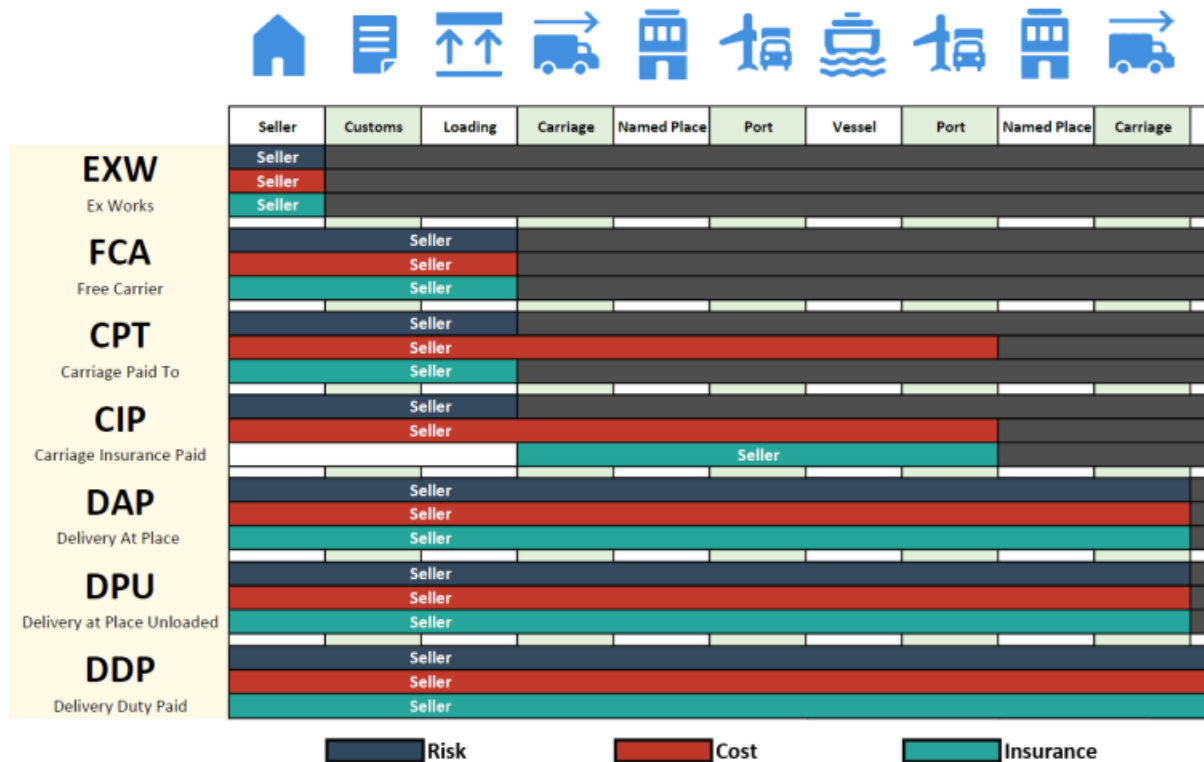 Seller Customs Loading Carriage Named Place Port Vessel Port Named Place Carriage
EXW
Ex Works
Seller
Seller
Seller
FCA
Free Carrier
Seller
Seller
Seller
CPT
Carriage Paid To
Seller
Seller
Seller
CIP
Carriage Insurance Paid
Seller
Seller
Seller
DAP
Delivery At Place
Seller
Seller
Seller
DPU
Delivery at Place Unloaded
Seller
Seller
Seller
DDP
Delivery Duty Paid
Seller
Seller
Seller
Risk Cost Insurance